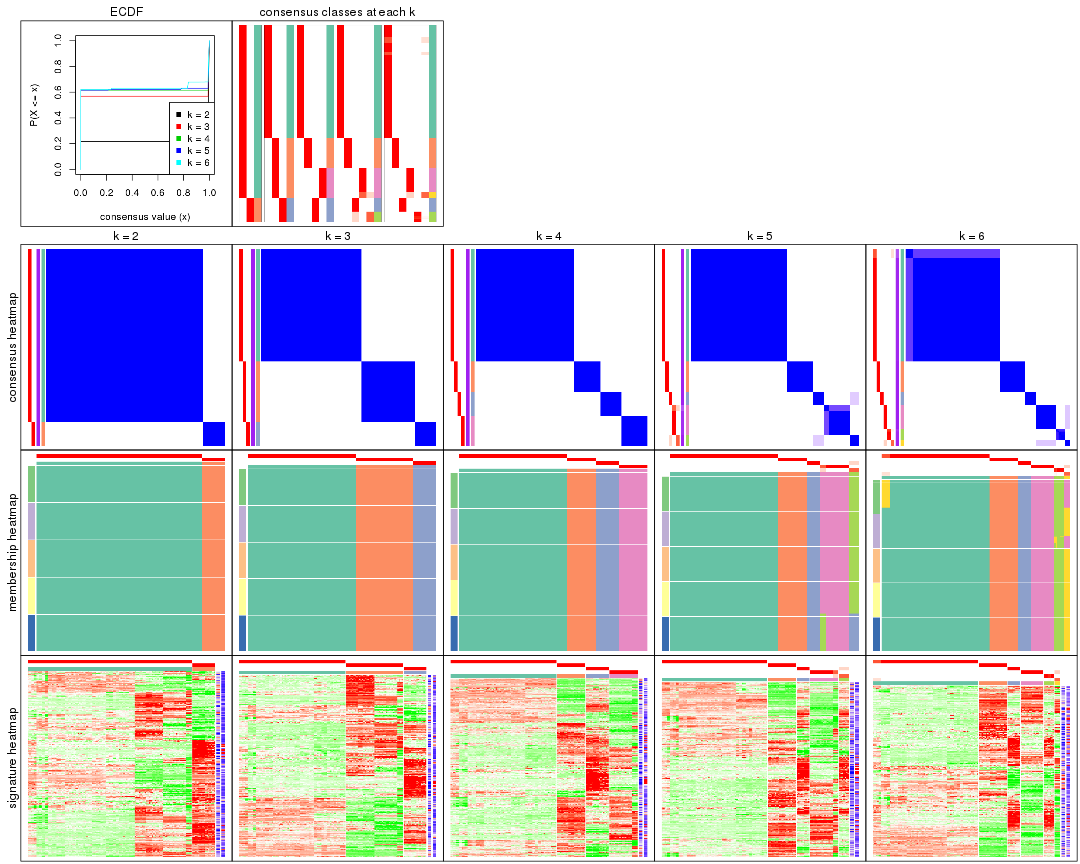 ECDF
consensus classes at each k
P(X <= x)
0.0 0.2 0.4 0.6 0.8 1.0
k = 2
k = 3
k = 4
k = 5
k = 6
0.0 0.2 0.4 0.6 0.8 1.0
consensus value (x)
k = 2 k = 3 k = 4 k = 5 k = 6
consensus heatmap
membership heatmap
signature heatmap